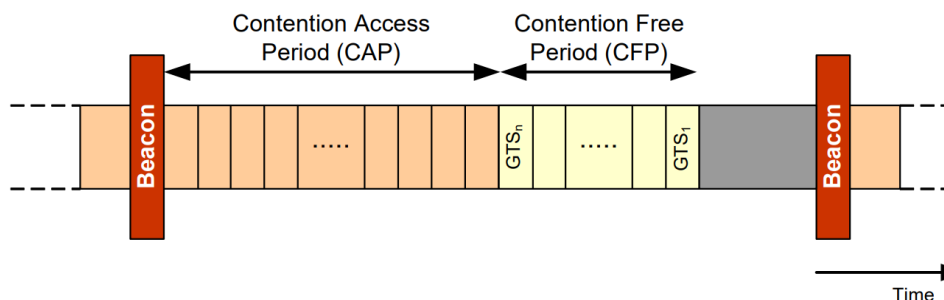 Contention Access
Period (CAP)
Contention Free
Period (CFP)
Beacon
.....
GTSn
.....
GTS1
Beacon
Time